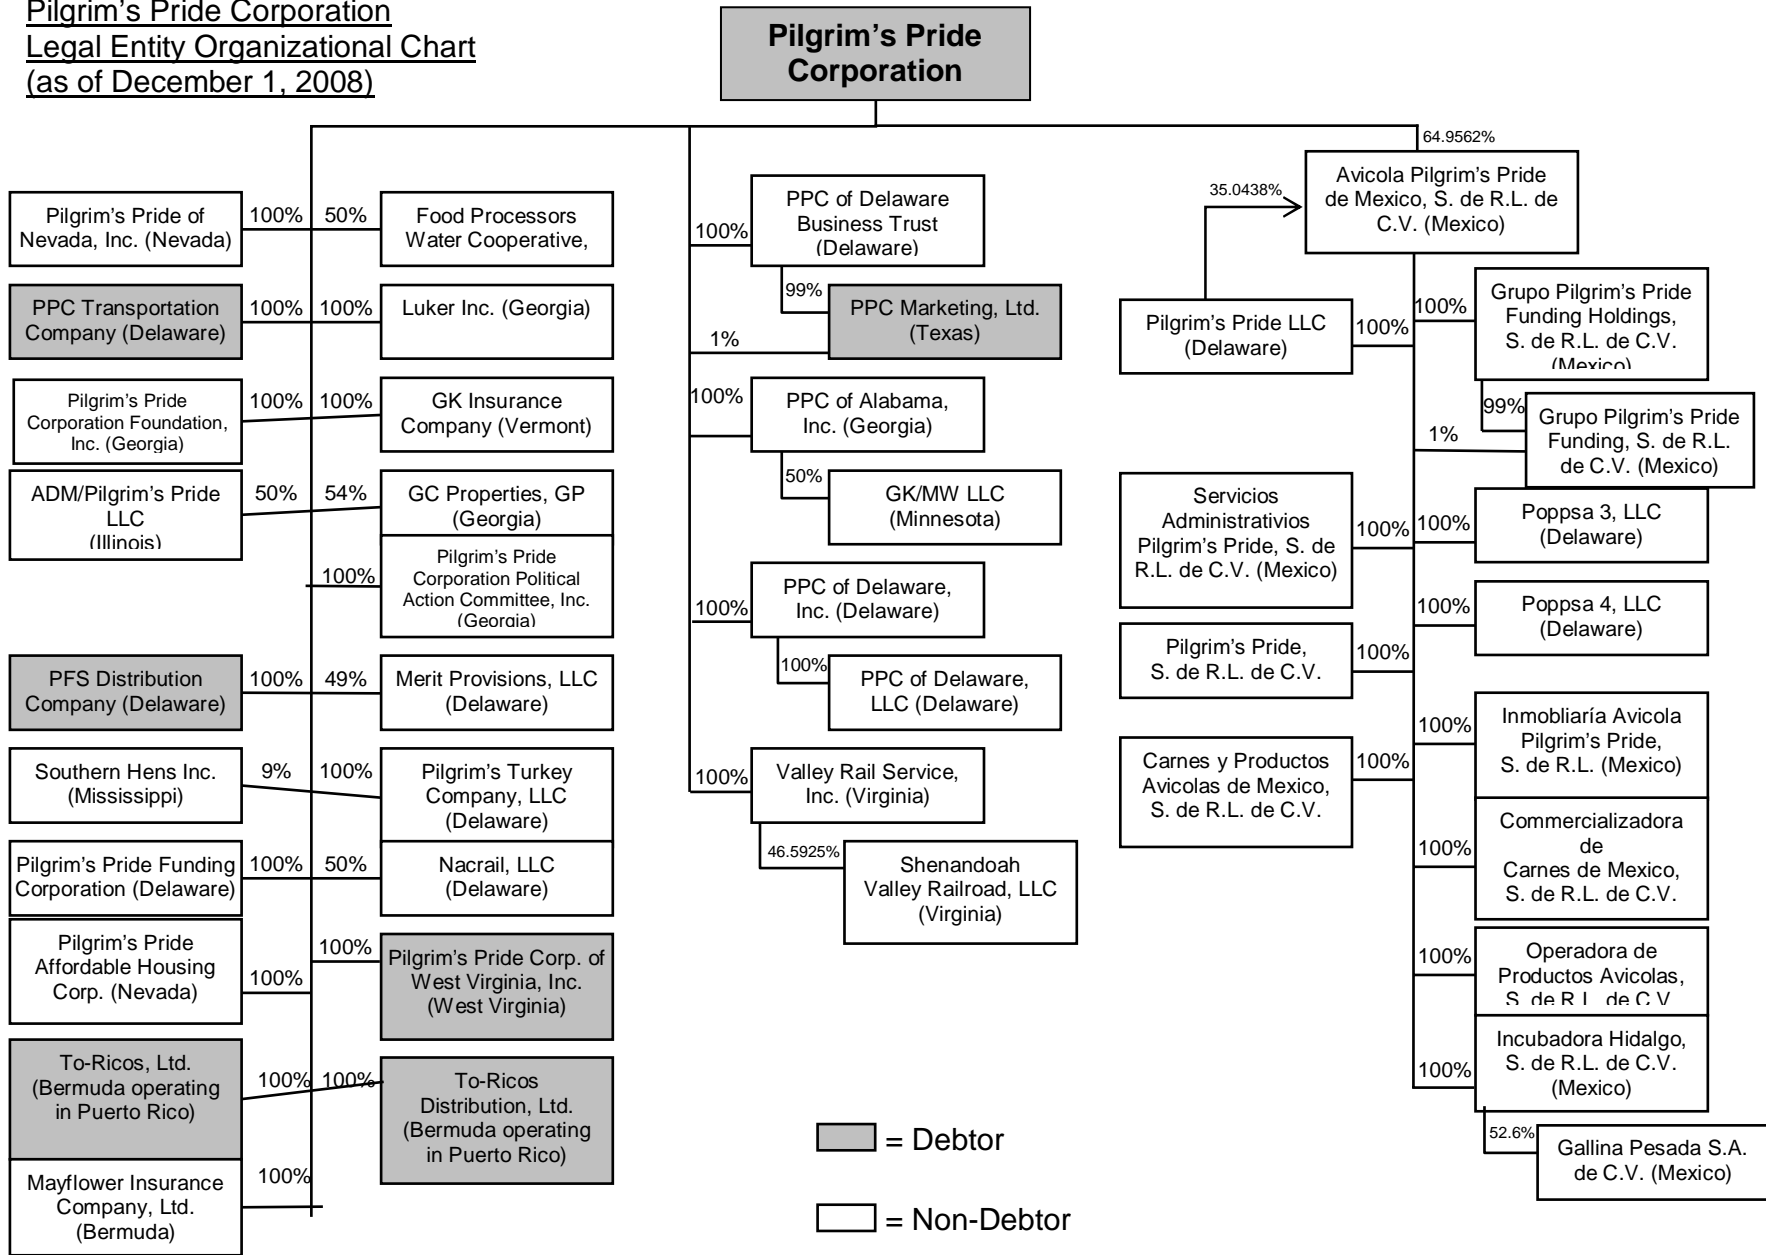 Pilgrim's Pride Corporation
Legal Entity Organizational Chart
(as of December 1, 2008)
Pilgrim's Pride
Corporation
Pilgrim's Pride of
Nevada, Inc. (Nevada)
100%
50%
Food Processors
Water Cooperative,
PPC Transportation
Company (Delaware)
100%
100%
Luker Inc. (Georgia)
Pilgrim's Pride
Corporation Foundation,
Inc. (Georgia)
100%
100%
GK Insurance
Company (Vermont)
ADM/Pilgrim's Pride
LLC
(Illinois)
50%
54%
GC Properties, GP
(Georgia)
100%
Pilgrim's Pride
Corporation Political
Action Committee, Inc.
(Georgia)
PFS Distribution
Company (Delaware)
100%
49%
Merit Provisions, LLC
(Delaware)
Southern Hens Inc.
(Mississippi)
9%
100%
Pilgrim's Turkey
Company, LLC
(Delaware)
Pilgrim's Pride Funding
Corporation (Delaware)
100%
50%
Nacrail, LLC
(Delaware)
Pilgrim's Pride
Affordable Housing
Corp. (Nevada)
100%
100%
Pilgrim's Pride Corp. of
West Virginia, Inc.
(West Virginia)
To-Ricos, Ltd.
(Bermuda operating
in Puerto Rico)
100%
100%
To-Ricos
Distribution, Ltd.
(Bermuda operating
in Puerto Rico)
Mayflower Insurance
Company, Ltd.
(Bermuda)
100%
100%
PPC of Delaware
Business Trust
(Delaware)
99%
PPC Marketing, Ltd.
(Texas)
1%
100%
PPC of Alabama,
Inc. (Georgia)
50%
GK/MW LLC
(Minnesota)
100%
PPC of Delaware,
Inc. (Delaware)
100%
PPC of Delaware,
LLC (Delaware)
100%
Valley Rail Service,
Inc. (Virginia)
46.5925%
Shenandoah
Valley Railroad, LLC
(Virginia)
64.9562%
Avicola Pilgrim's Pride
de Mexico, S. de R.L. de
C.V. (Mexico)
35.0438%
Pilgrim's Pride LLC
(Delaware)
100%
100%
Grupo Pilgrim's Pride
Funding Holdings,
S. de R.L. de C.V.
(Mexico)
99%
1%
Grupo Pilgrim's Pride
Funding, S. de R.L.
de C.V. (Mexico)
Servicios
Administrativios
Pilgrim's Pride, S. de
R.L. de C.V. (Mexico)
100%
100%
Poppsa 3, LLC
(Delaware)
100%
Poppsa 4, LLC
(Delaware)
Pilgrim's Pride,
S. de R.L. de C.V.
100%
100%
Inmobliaría Avicola
Pilgrim's Pride,
S. de R.L. (Mexico)
Carnes y Productos
Avicolas de Mexico,
S. de R.L. de C.V.
100%
100%
Commercializadora
de
Carnes de Mexico,
S. de R.L. de C.V.
100%
Operadora de
Productos Avicolas,
S. de R.L. de C.V.
100%
Incubadora Hidalgo,
S. de R.L. de C.V.
(Mexico)
52.6%
Gallina Pesada S.A.
de C.V. (Mexico)
= Debtor
= Non-Debtor